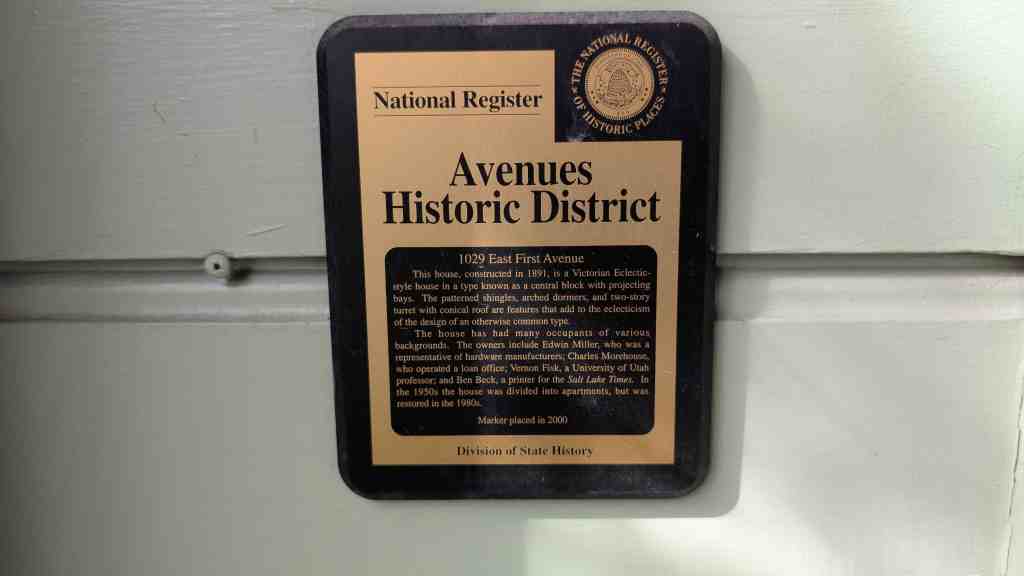 THE NATIONAL REGISTER
OF HISTORIC PLACES
National Register
Avenues
Historic District
1029 East First Avenue
This house, constructed in 1891, is a Victorian Eclectic-
style house in a type known as a central block with projecting
bays. The patterned shingles, arched dormers, and two-story
turret with conical roof are features that add to the eclecticism
of the design of an otherwise common type.
The house has had many occupants of various
backgrounds. The owners include Edwin Miller, who was a
representative of hardware manufacturers; Charles Morehouse,
who operated a loan office; Vernon Fisk, a University of Utah
professor; and Ben Beck, a printer for the Salt Lake Times. In
the 1950s the house was divided into apartments, but was
restored in the 1980s.
Marker placed in 2000
Division of State History